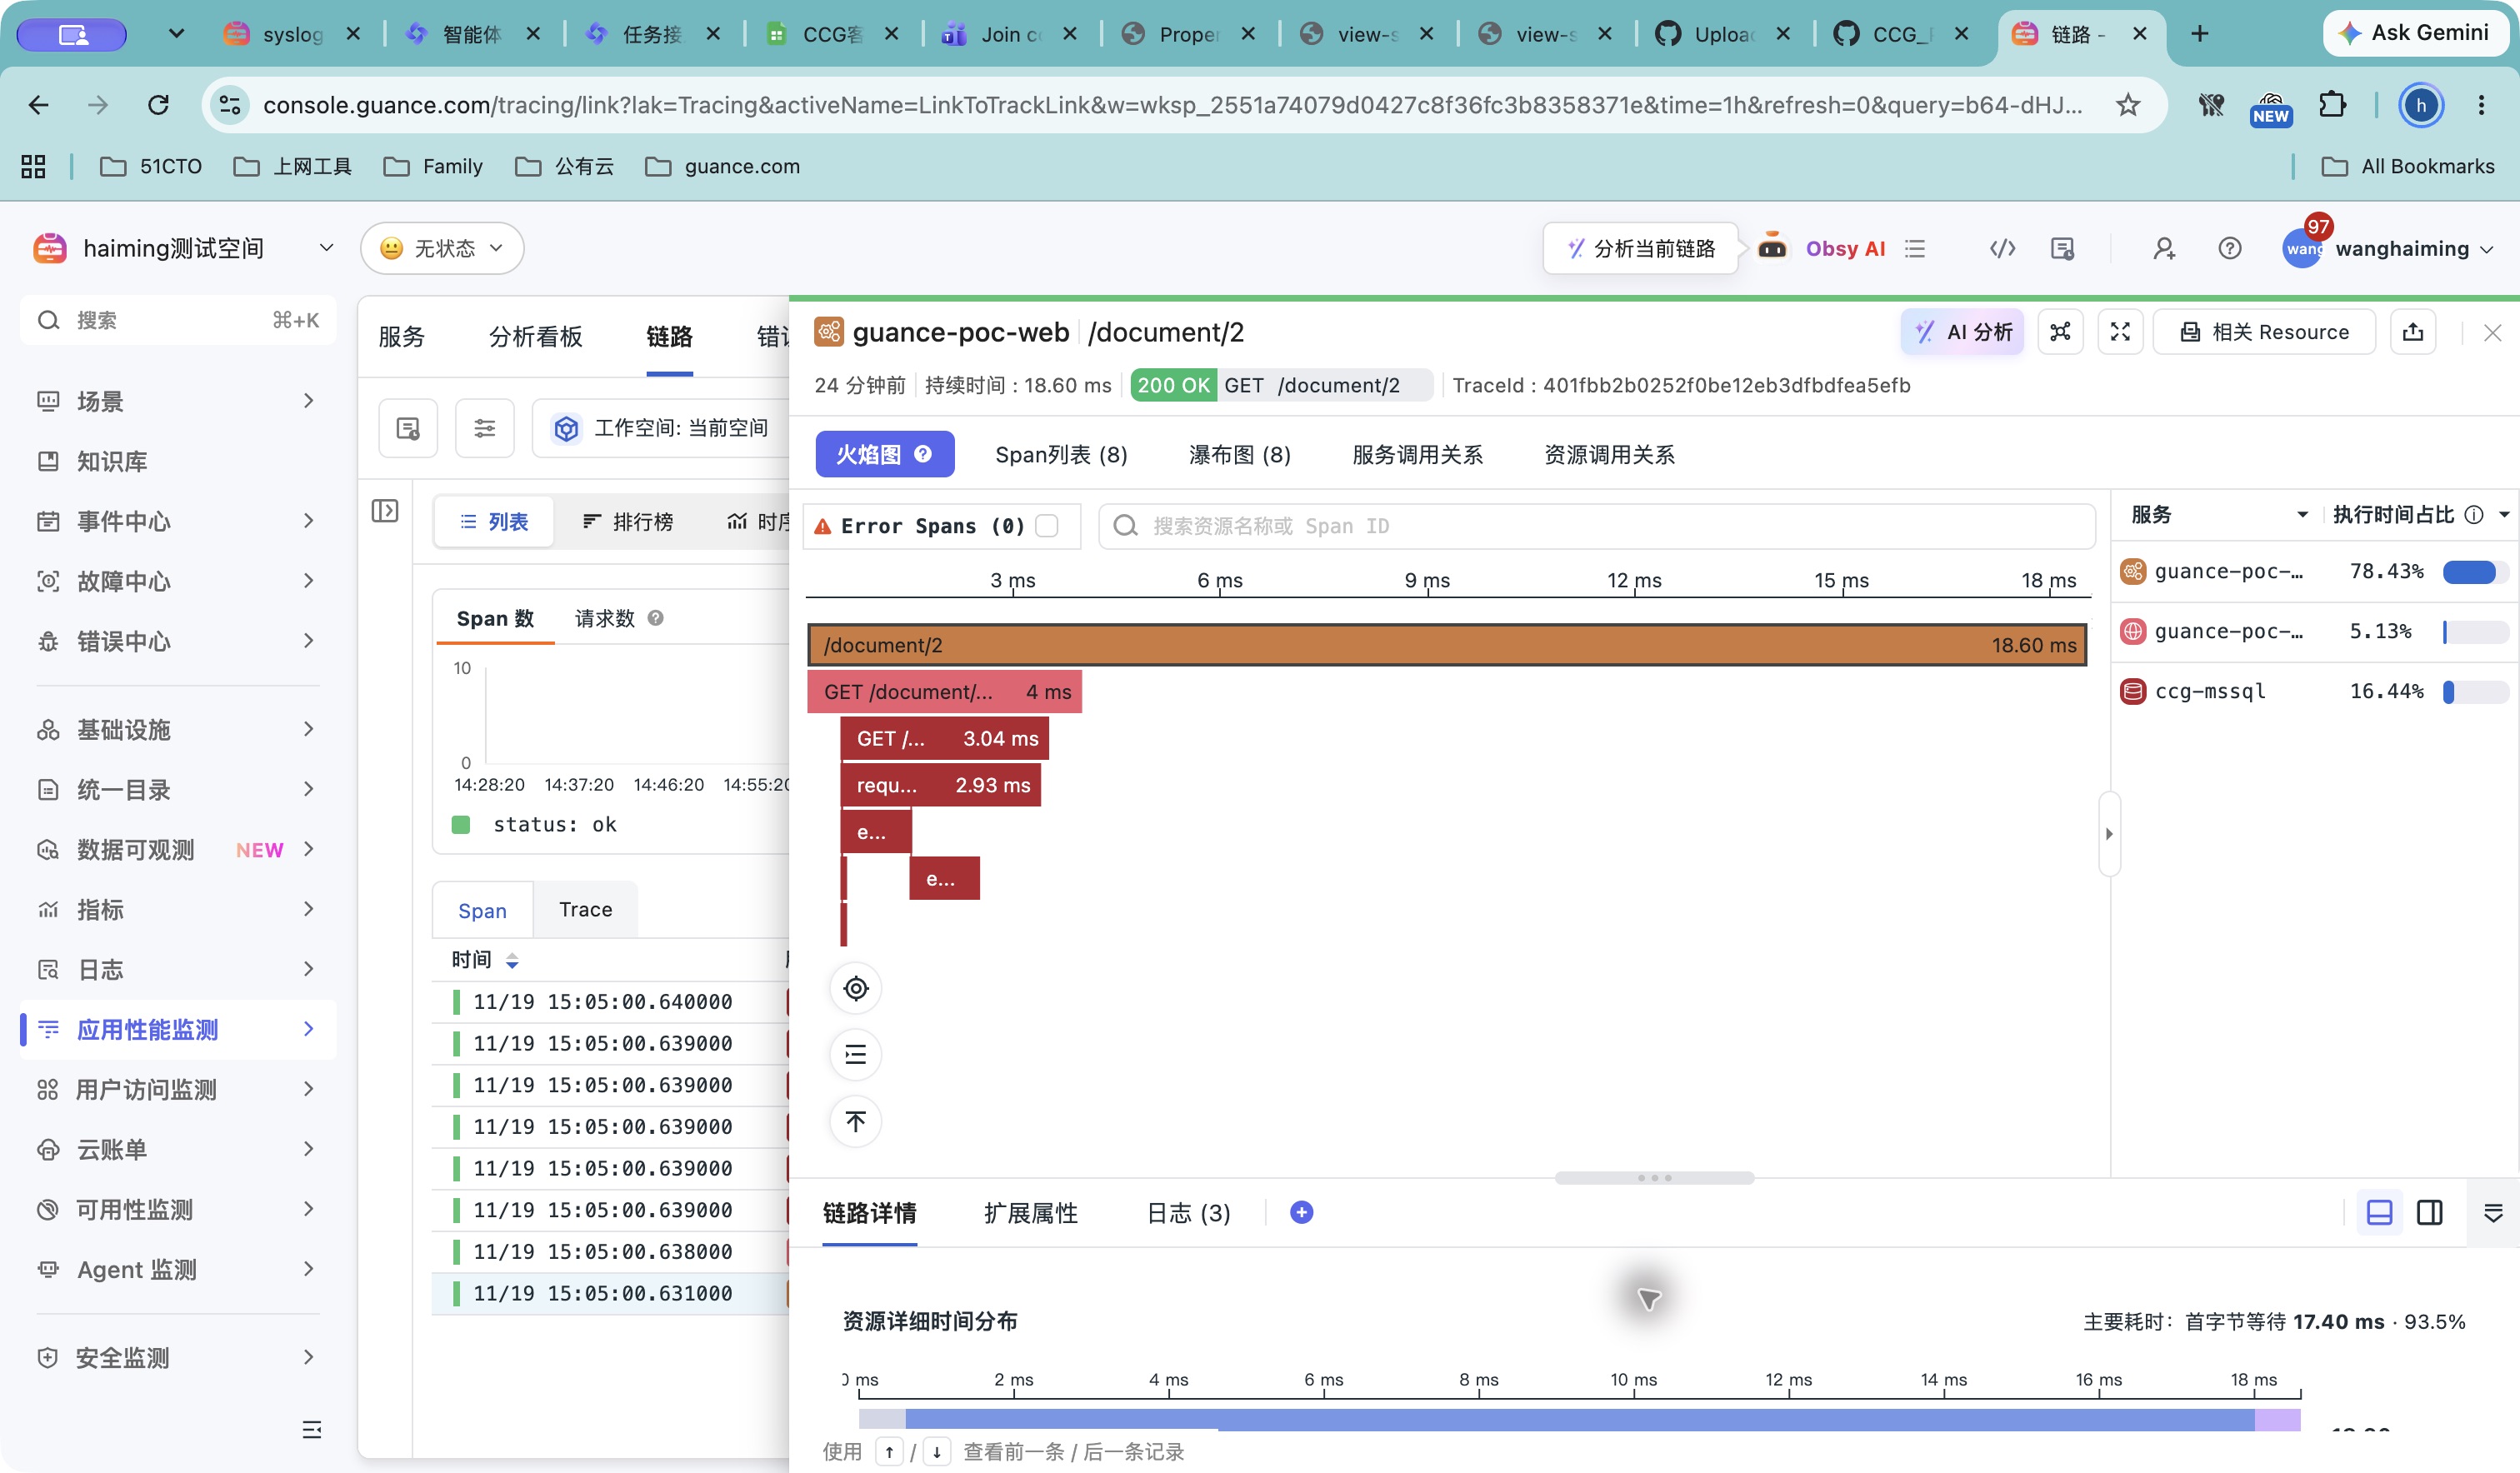 syslog
智能体
任务接
CCG客
Join c
Proper
view-s
view-s
Uploa
CCG_
链路 -
Ask Gemini
console.guance.com/tracing/link?lak=Tracing&activeName=LinkToTrackLink&w=wksp_2551a74079d0427c8f36fc3b8358371e&time=1h&refresh=0&query=b64-dHJ...
NEW
h
51CTO
上网工具
Family
公有云
guance.com
All Bookmarks
haiming测试空间
无状态
分析当前链路
Obsy AI
97
wang
wanghaiming
搜索
⌘+K
场景
知识库
事件中心
故障中心
错误中心
基础设施
统一目录
数据可观测 NEW
指标
日志
应用性能监测
用户访问监测
云账单
可用性监测
Agent 监测
安全监测
服务
分析看板
链路
工作空间: 当前空间
列表
排行榜
时序
Span 数
请求数
10
0
14:28:20
14:37:20
14:46:20
14:55:20
status: ok
Span
Trace
时间
11/19 15:05:00.640000
11/19 15:05:00.639000
11/19 15:05:00.639000
11/19 15:05:00.639000
11/19 15:05:00.639000
11/19 15:05:00.639000
11/19 15:05:00.638000
11/19 15:05:00.631000
guance-poc-web
/document/2
AI 分析
相关 Resource
24 分钟前
持续时间 : 18.60 ms
200 OK
GET /document/2
TraceId : 401fbb2b0252f0be12eb3dfbdfea5efb
火焰图
Span列表 (8)
瀑布图 (8)
服务调用关系
资源调用关系
Error Spans (0)
搜索资源名称或 Span ID
3 ms
6 ms
9 ms
12 ms
15 ms
18 ms
/document/2
18.60 ms
GET /document/...
4 ms
GET /...
3.04 ms
requ...
2.93 ms
e...
e...
服务
执行时间占比
guance-poc-...
78.43%
guance-poc-...
5.13%
ccg-mssql
16.44%
链路详情
扩展属性
日志 (3)
资源详细时间分布
主要耗时: 首字节等待 17.40 ms · 93.5%
0 ms
2 ms
4 ms
6 ms
8 ms
10 ms
12 ms
14 ms
16 ms
18 ms
使用 ↑ / ↓ 查看前一条 / 后一条记录